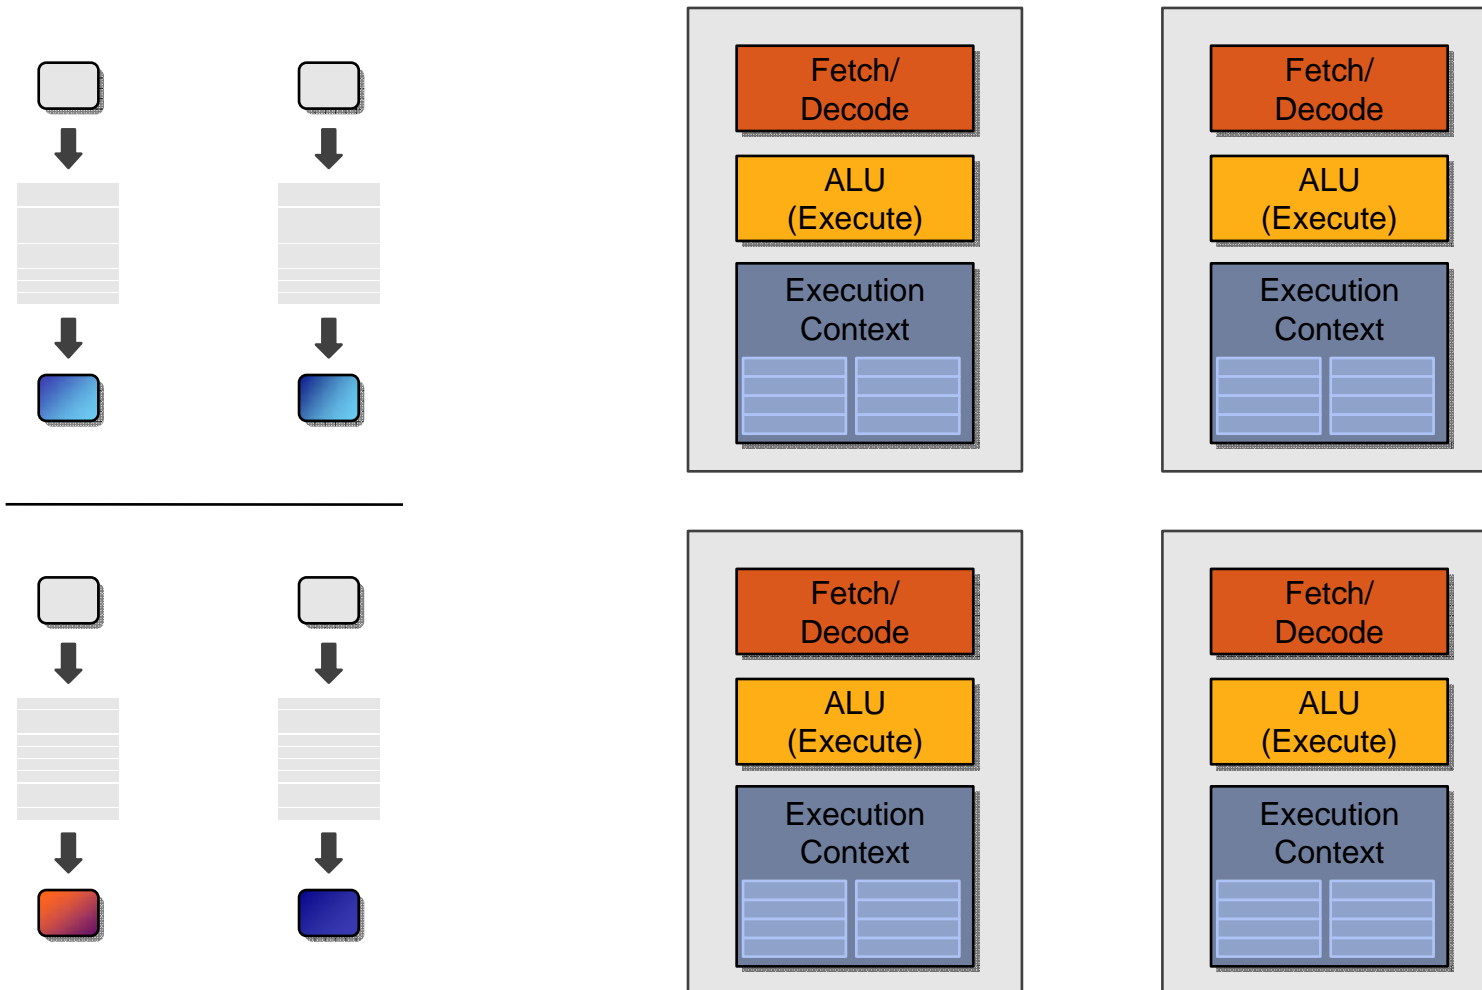 Fetch/
Decode
ALU
(Execute)
Execution
Context
Fetch/
Decode
ALU
(Execute)
Execution
Context
Fetch/
Decode
ALU
(Execute)
Execution
Context
Fetch/
Decode
ALU
(Execute)
Execution
Context